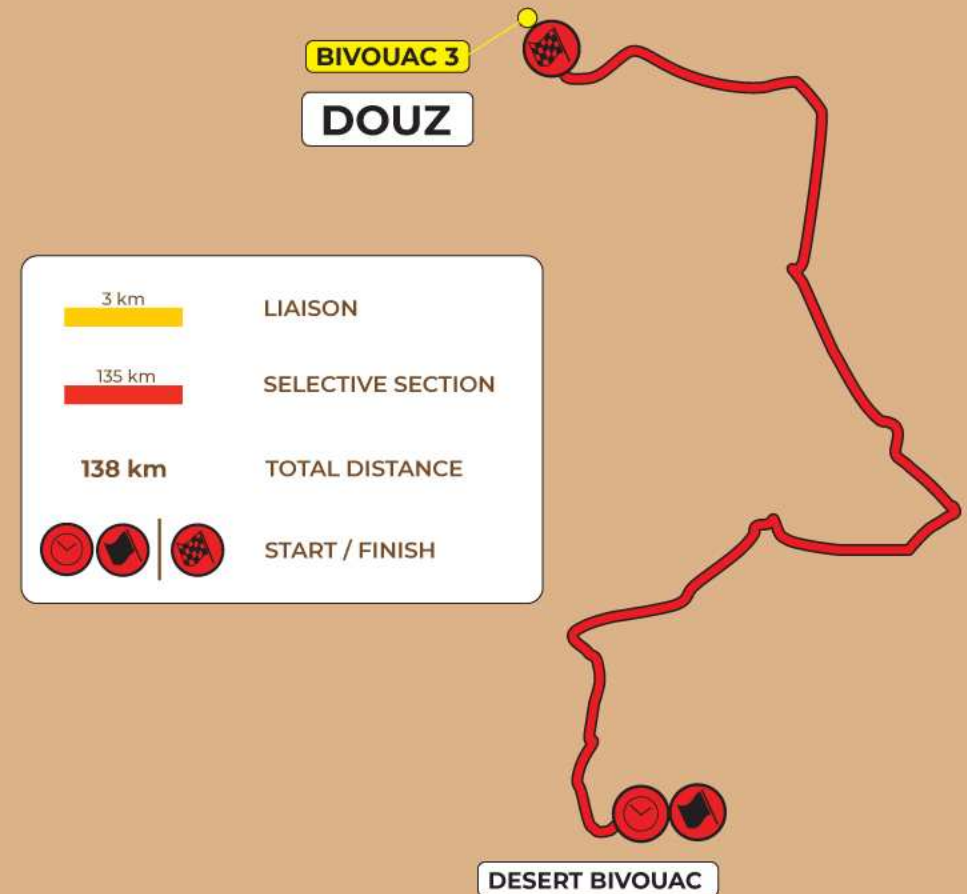 BIVOUAC 3
DOUZ
3 km
LIAISON
135 km
SELECTIVE SECTION
138 km
TOTAL DISTANCE
START / FINISH
DESERT BIVOUAC